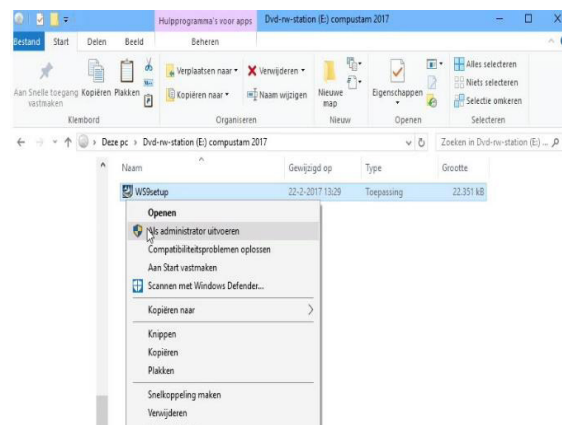 Hulpprogramma's voor apps Dvd-rw-station (E:) compustam 2017
Bestand Start Delen Beeld Beheren
Aan Snelle toegang vastmaken
Kopiëren Plakken
Verplaatsen naar
Verwijderen
Kopiëren naar
Naam wijzigen
Nieuwe map
Eigenschappen
Alles selecteren
Niets selecteren
Selectie omkeren
Klembord Organiseren Nieuw Openen Selecteren
Deze pc › Dvd-rw-station (E:) compustam 2017
Zoeken in Dvd-rw-station (E:) ...
Naam Gewijzigd op Type Grootte
WS9setup 22-2-2017 13:29 Toepassing 22.351 kB
Openen
Als administrator uitvoeren
Compatibiliteitsproblemen oplossen
Aan Start vastmaken
Scannen met Windows Defender...
Kopiëren naar
Knippen
Kopiëren
Plakken
Snelkoppeling maken
Verwijderen